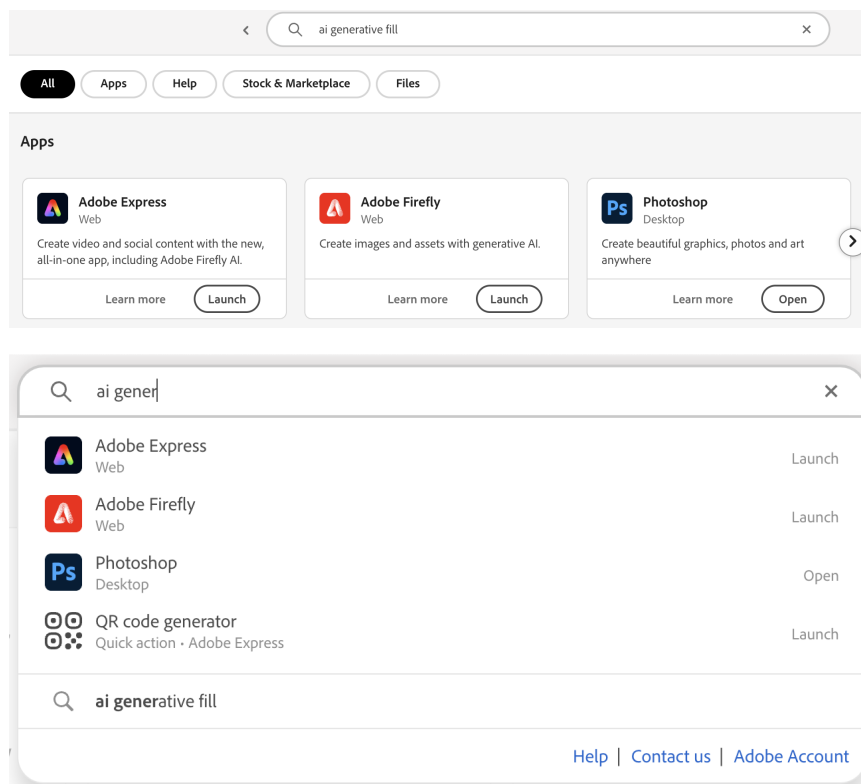 ai generative fill
All Apps Help Stock & Marketplace Files
Apps
Adobe Express
Web
Create video and social content with the new,
all-in-one app, including Adobe Firefly AI.
Learn more Launch
Adobe Firefly
Web
Create images and assets with generative AI.
Learn more Launch
Ps
Photoshop
Desktop
Create beautiful graphics, photos and art
anywhere
Learn more Open
ai gener
Adobe Express
Web
Launch
Adobe Firefly
Web
Launch
Ps
Photoshop
Desktop
Open
QR code generator
Quick action • Adobe Express
Launch
ai generative fill
Help | Contact us | Adobe Account